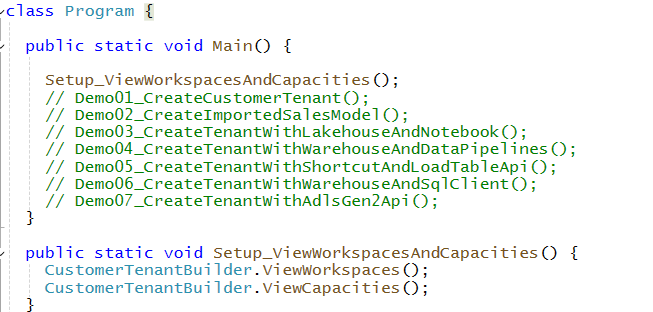 class Program {
public static void Main() {
Setup_ViewWorkspacesAndCapacities();
// Demo01_CreateCustomerTenant();
// Demo02_CreateImportedSalesModel();
// Demo03_CreateTenantWithLakehouseAndNotebook();
// Demo04_CreateTenantWithWarehouseAndDataPipelines();
// Demo05_CreateTenantWithShortcutAndLoadTableApi();
// Demo06_CreateTenantWithWarehouseAndSqlClient();
// Demo07_CreateTenantWithAdlsGen2Api();
}
public static void Setup_ViewWorkspacesAndCapacities() {
CustomerTenantBuilder.ViewWorkspaces();
CustomerTenantBuilder.ViewCapacities();
}